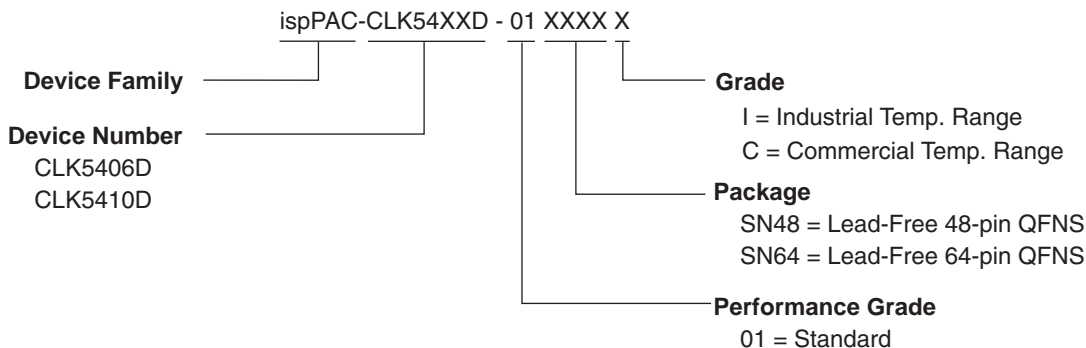 ispPAC-CLK54XXD - 01 XXXX X
Device Family
Device Number
CLK5406D
CLK5410D
Grade
I = Industrial Temp. Range
C = Commercial Temp. Range
Package
SN48 = Lead-Free 48-pin QFNS
SN64 = Lead-Free 64-pin QFNS
Performance Grade
01 = Standard